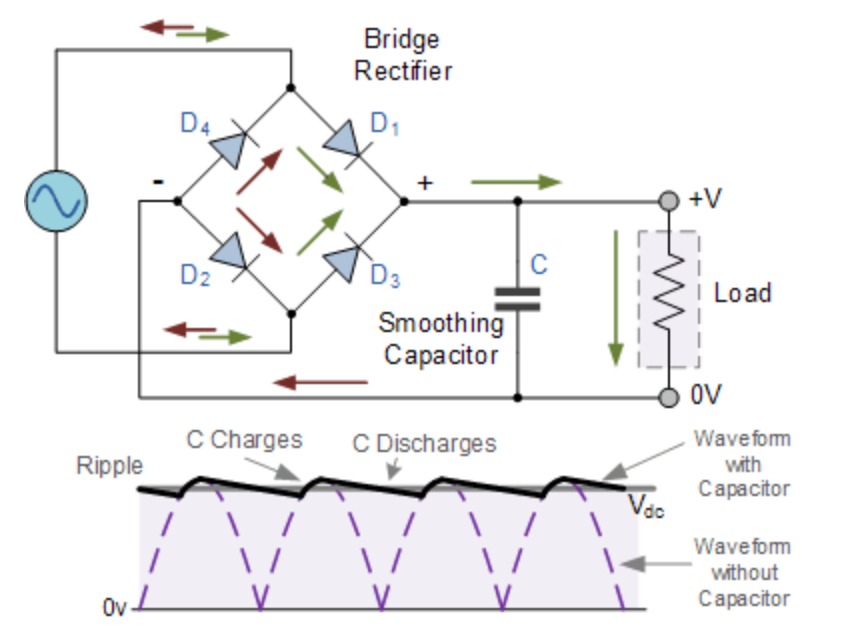 Bridge
Rectifier
D4
D1
-
+
+V
D2
D3
C
Load
Smoothing
Capacitor
0V
C Charges
C Discharges
Waveform
with
Capacitor
Ripple
Vdc
Waveform
without
Capacitor
0v